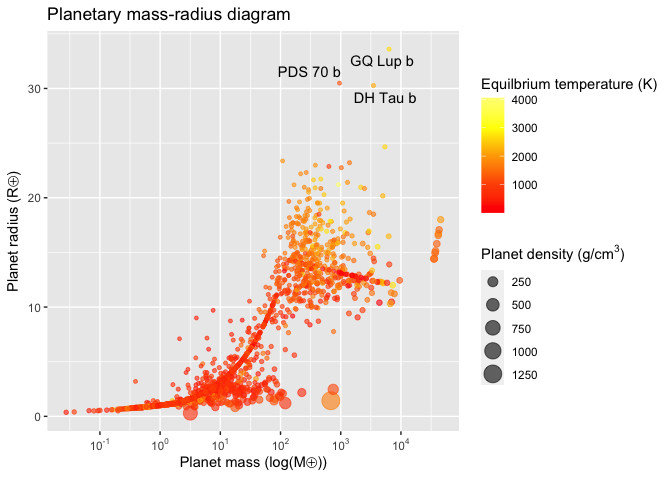 Planetary mass-radius diagram
GQ Lup b
PDS 70 b
DH Tau b
30
20
10
0
Planet radius (R⊕)
10⁻¹ 10⁰ 10¹ 10² 10³ 10⁴
Planet mass (log(M⊕))
Equilbrium temperature (K)
4000
3000
2000
1000
Planet density (g/cm³)
250
500
750
1000
1250